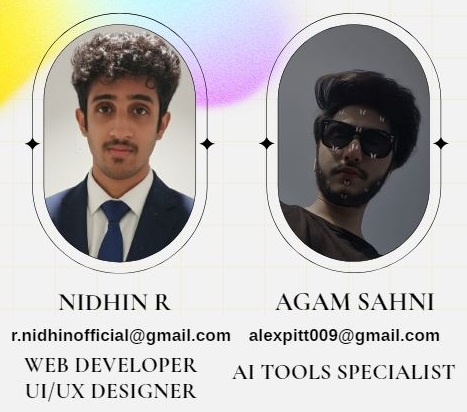 NIDHIN R
r.nidhinofficial@gmail.com
WEB DEVELOPER
UI/UX DESIGNER
AGAM SAHNI
alexpitt009@gmail.com
AI TOOLS SPECIALIST